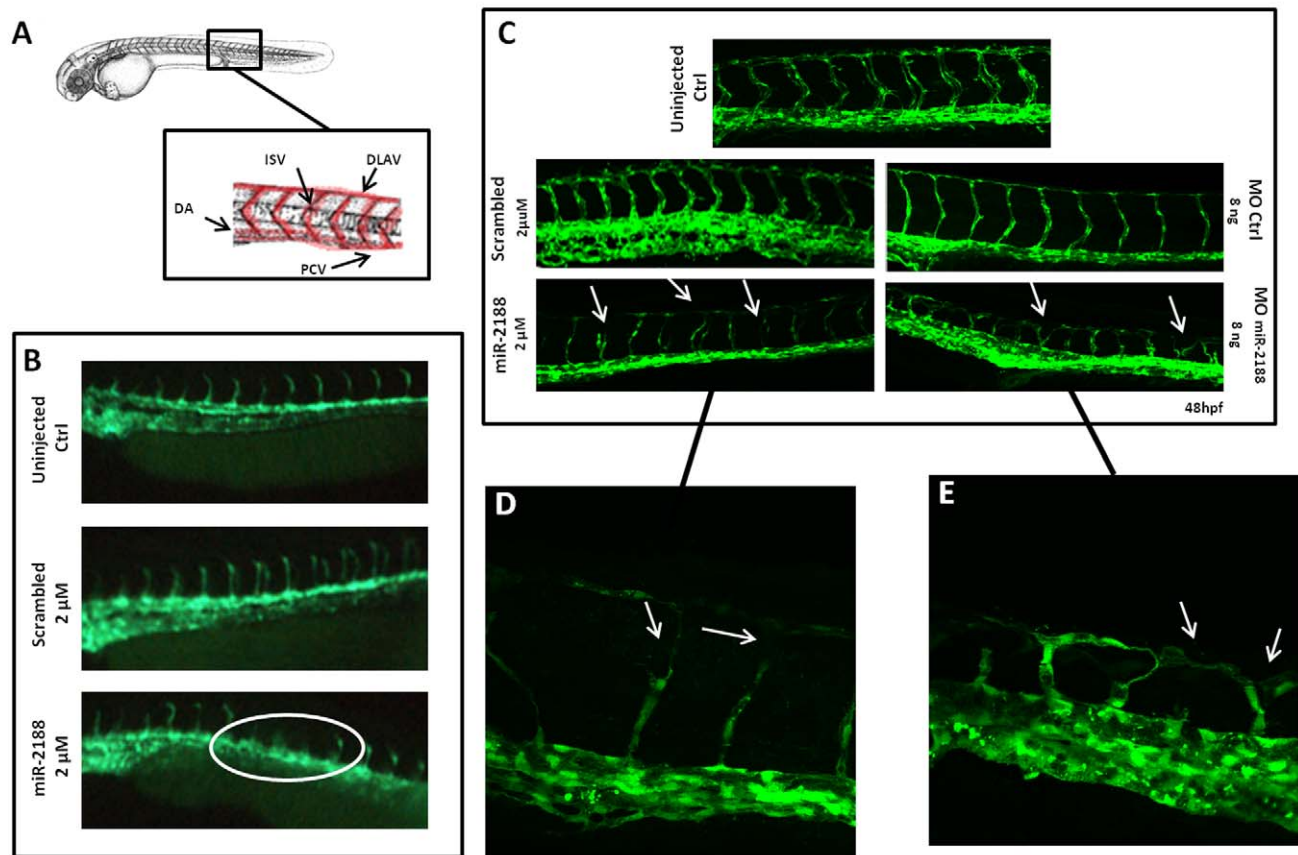 A
ISV
DLAV
DA
PCV
B
Uninjected
Ctrl
Scrambled
2 µM
miR-2188
2 µM
C
Uninjected
Ctrl
Scrambled
2µuM
MO Ctrl
8 ng
miR-2188
2 µM
MO miR-2188
8 ng
48hpf
D
E